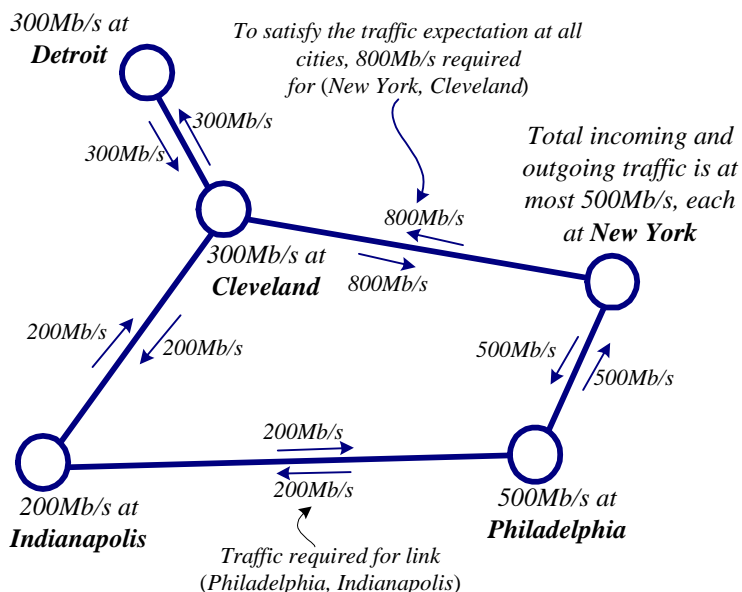 300Mb/s at
Detroit
To satisfy the traffic expectation at all
cities, 800Mb/s required
for (New York, Cleveland)
300Mb/s
300Mb/s
Total incoming and
outgoing traffic is at
most 500Mb/s, each
at New York
800Mb/s
300Mb/s at
Cleveland
800Mb/s
200Mb/s
200Mb/s
500Mb/s
500Mb/s
200Mb/s
200Mb/s
200Mb/s at
Indianapolis
500Mb/s at
Philadelphia
Traffic required for link
(Philadelphia, Indianapolis)